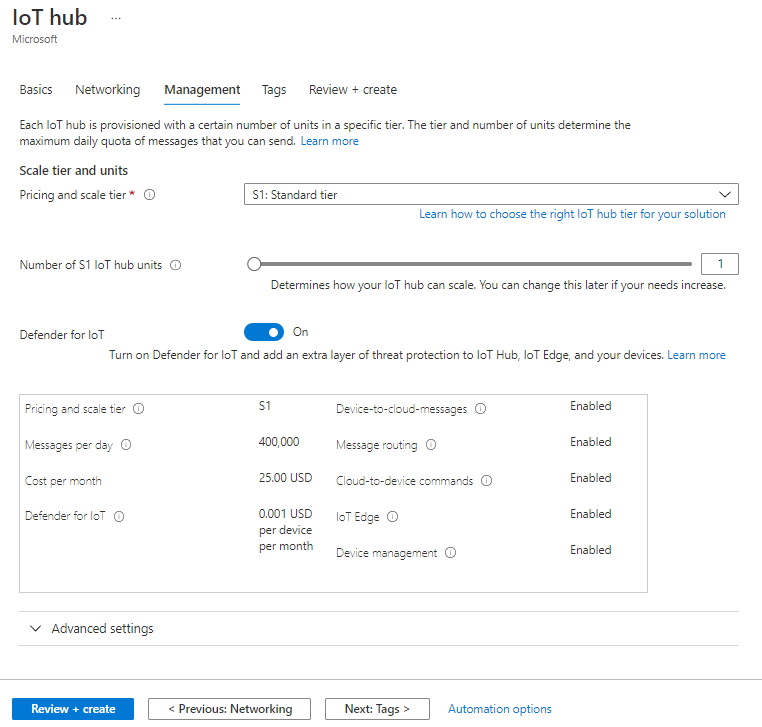 IoT hub ...
Microsoft
Basics Networking Management Tags Review + create
Each IoT hub is provisioned with a certain number of units in a specific tier. The tier and number of units determine the
maximum daily quota of messages that you can send. Learn more
Scale tier and units
Pricing and scale tier *
S1: Standard tier
Learn how to choose the right IoT hub tier for your solution
Number of S1 IoT hub units
1
Determines how your IoT hub can scale. You can change this later if your needs increase.
Defender for IoT
On
Turn on Defender for IoT and add an extra layer of threat protection to IoT Hub, IoT Edge, and your devices. Learn more
Pricing and scale tier S1
Messages per day 400,000
Cost per month 25.00 USD
Defender for IoT 0.001 USD
per device
per month
Device-to-cloud-messages Enabled
Message routing Enabled
Cloud-to-device commands Enabled
IoT Edge Enabled
Device management Enabled
Advanced settings
Review + create < Previous: Networking Next: Tags > Automation options